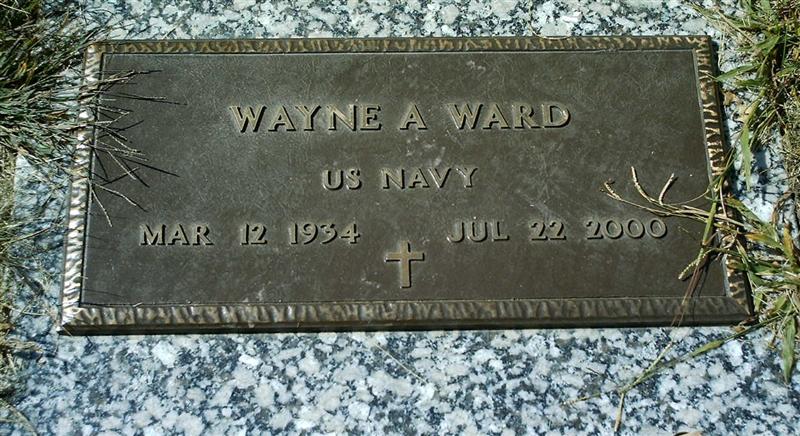 WAYNE A WARD
US NAVY
MAR 12 1934 JUL 22 2000